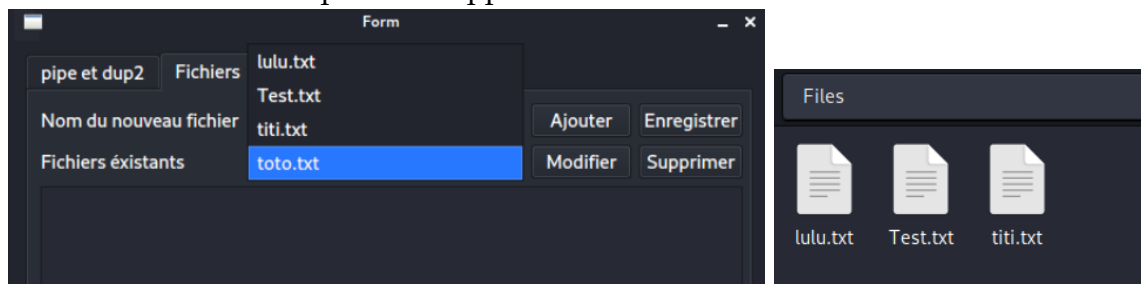 Form
pipe et dup2 Fichiers
lulu.txt
Test.txt
titi.txt
toto.txt
Nom du nouveau fichier Ajouter Enregistrer
Fichiers éxistants Modifier Supprimer
Files
lulu.txt Test.txt titi.txt